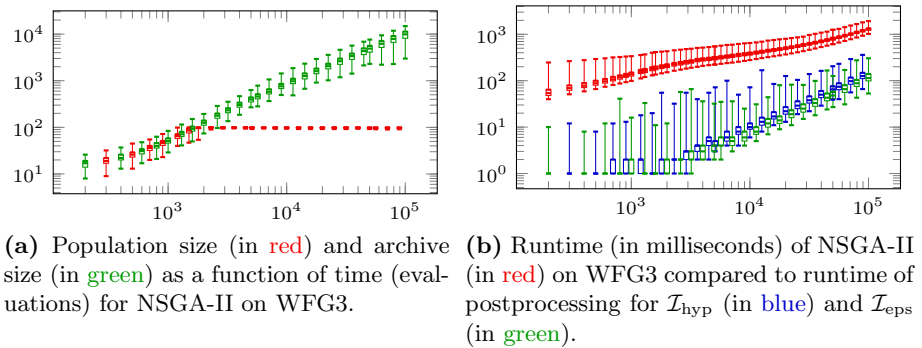 10^4
10^3
10^2
10^1
10^3
10^4
10^5
(a) Population size (in red) and archive
size (in green) as a function of time (eval-
uations) for NSGA-II on WFG3.
10^3
10^2
10^1
10^0
10^3
10^4
10^5
(b) Runtime (in milliseconds) of NSGA-II
(in red) on WFG3 compared to runtime of
postprocessing for I_hyp (in blue) and I_eps
(in green).